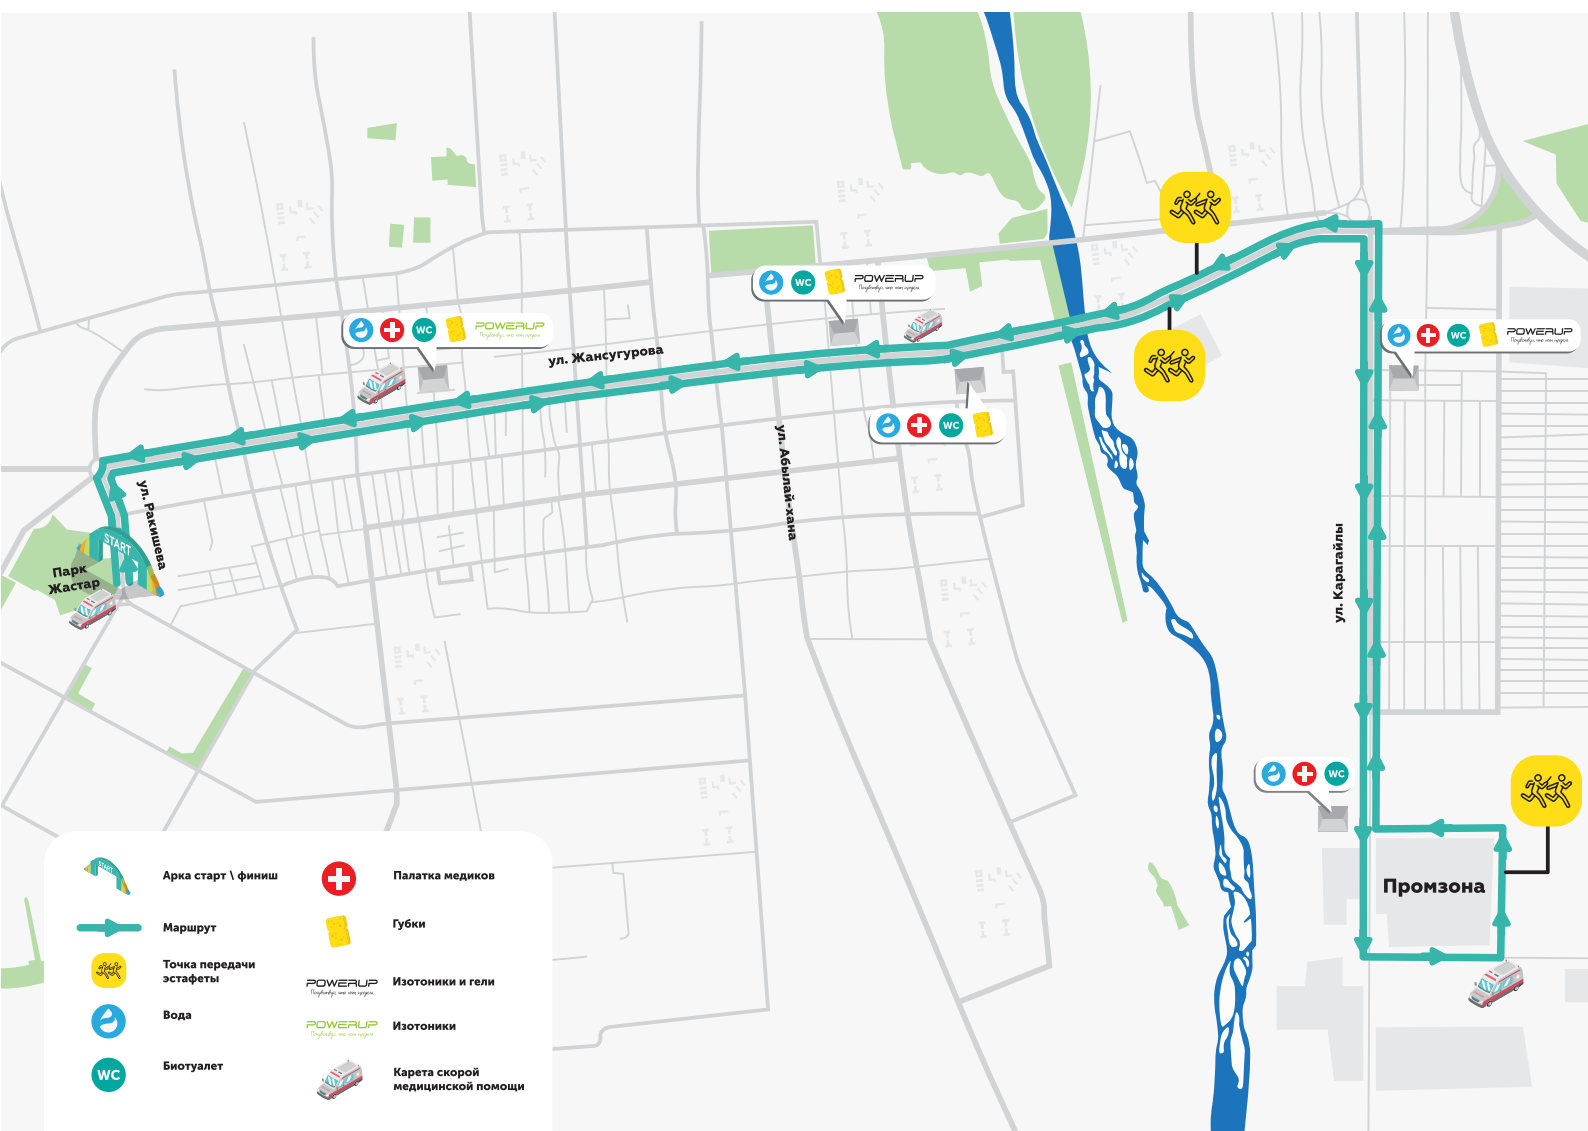 WC
POWERUP
WC
POWERUP
ул. Жансугурова
WC
POWERUP
WC
ул. Абылай-хана
ул. Ракишева
START
Парк
Жастар
ул. Карагайлы
WC
Промзона
START
Арка старт \ финиш
Маршрут
Точка передачи
эстафеты
Вода
WC
Биотуалет
Палатка медиков
Губки
POWERUP
Изотоники и гели
POWERUP
Изотоники
Карета скорой
медицинской помощи